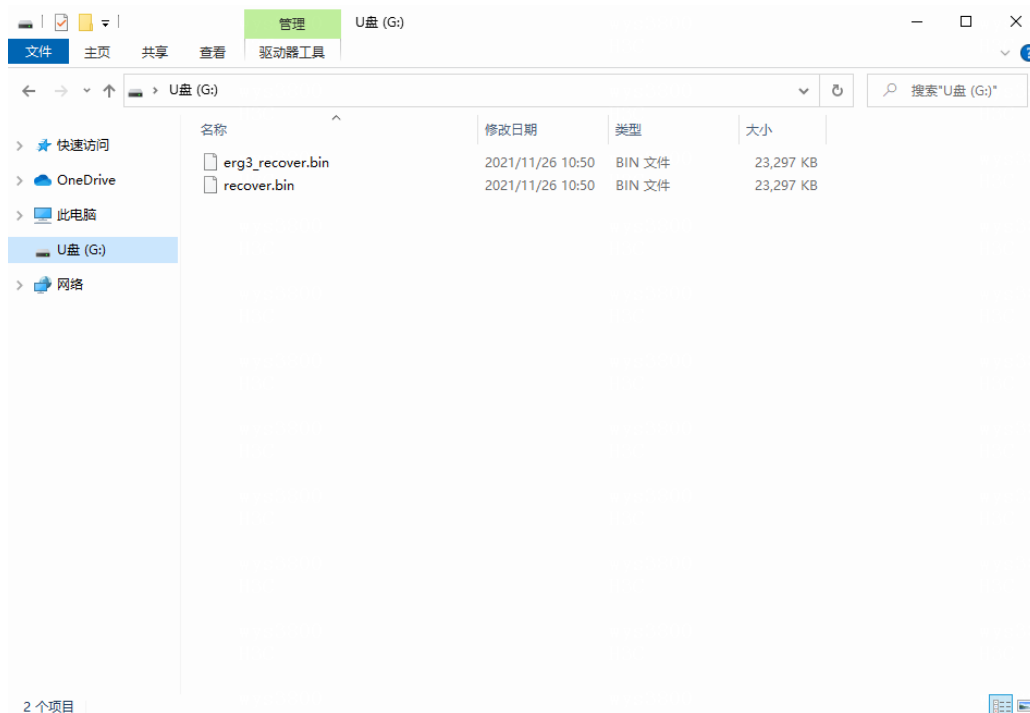 管理
U盘 (G:)
文件
主页
共享
查看
驱动器工具
U盘 (G:)
搜索"U盘 (G:)"
名称
修改日期
类型
大小
快速访问
OneDrive
此电脑
U盘 (G:)
网络
erg3_recover.bin 2021/11/26 10:50 BIN 文件 23,297 KB
recover.bin 2021/11/26 10:50 BIN 文件 23,297 KB
2 个项目